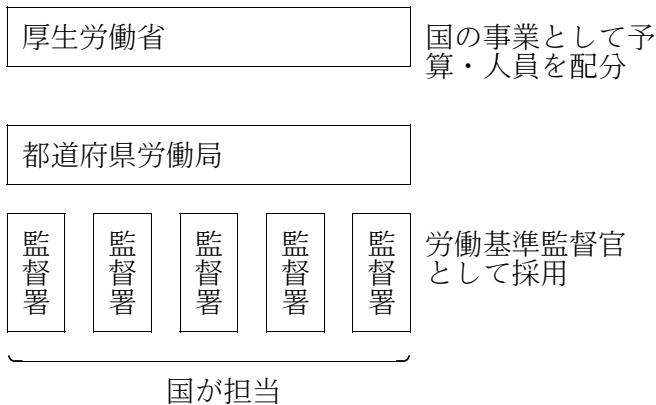 厚生労働省
国の事業として予
算・人員を配分
都道府県労働局
監督署
監督署
監督署
監督署
監督署
労働基準監督官
として採用
国が担当